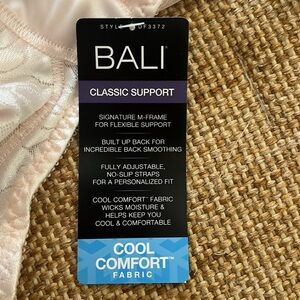 STYLE DF3372
BALI
CLASSIC SUPPORT
SIGNATURE M-FRAME
FOR FLEXIBLE SUPPORT
BUILT UP BACK FOR
INCREDIBLE BACK SMOOTHING
FULLY ADJUSTABLE,
NO-SLIP STRAPS
FOR A PERSONALIZED FIT
COOL COMFORT™ FABRIC
WICKS MOISTURE &
HELPS KEEP YOU
COOL & COMFORTABLE
COOL
COMFORT™
FABRIC